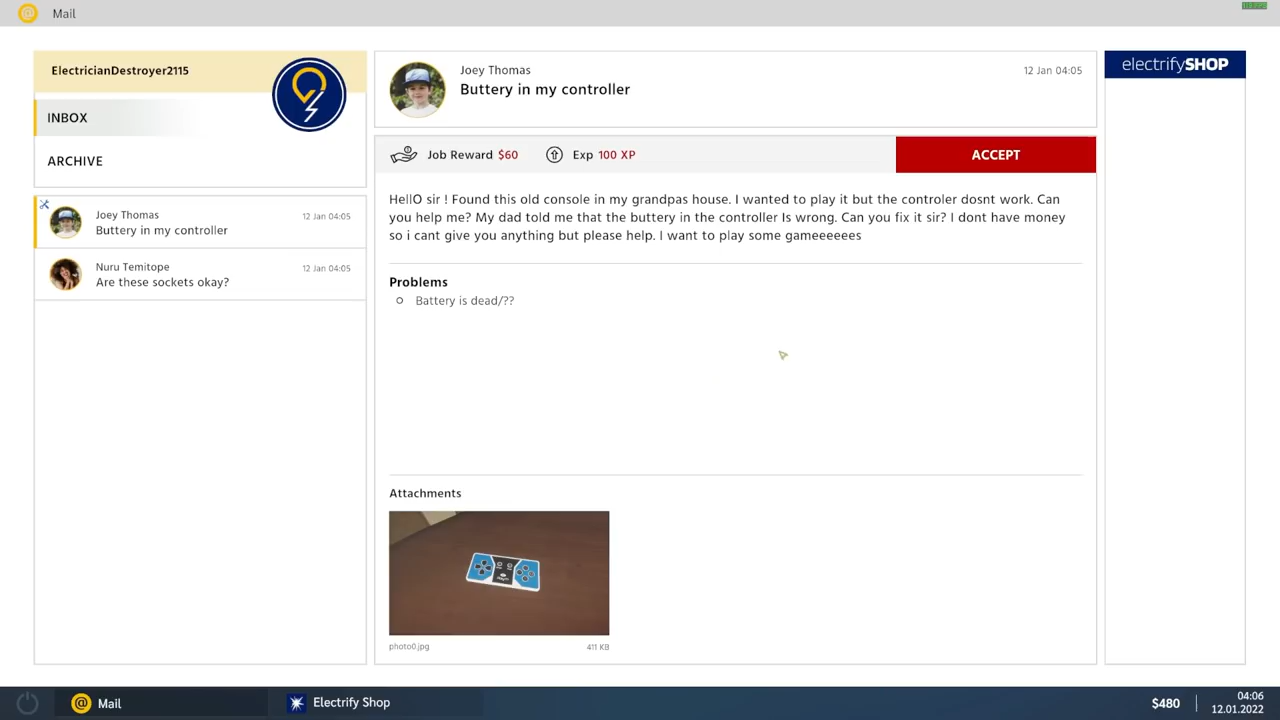 Mail
ElectricianDestroyer2115
INBOX
ARCHIVE
Joey Thomas
12 Jan 04:05
Buttery in my controller
Nuru Temitope
12 Jan 04:05
Are these sockets okay?
Joey Thomas
12 Jan 04:05
Buttery in my controller
Job Reward $60
Exp 100 XP
ACCEPT
HellO sir ! Found this old console in my grandpas house. I wanted to play it but the controler dosnt work. Can
you help me? My dad told me that the buttery in the controller Is wrong. Can you fix it sir? I dont have money
so i cant give you anything but please help. I want to play some gameeeeees
Problems
Battery is dead/??
Attachments
photo0.jpg
411 KB
electrifySHOP
Mail
Electrify Shop
$480
04:06
12.01.2022